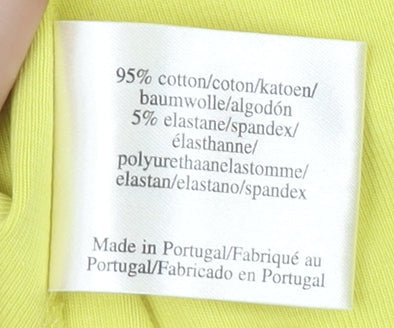 95% cotton/coton/katoen/
baumwolle/algodón
5% elastane/spandex/
élasthanne/
polyurethaanelastomme/
elastan/elastano/spandex
Made in Portugal/Fabriqué au
Portugal/Fabricado en Portugal